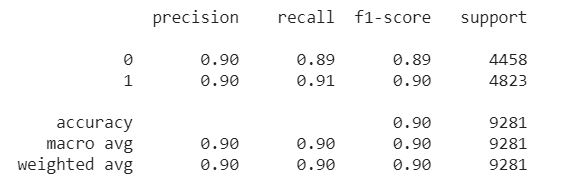 precision recall f1-score support
0 0.90 0.89 0.89 4458
1 0.90 0.91 0.90 4823
accuracy 0.90 9281
macro avg 0.90 0.90 0.90 9281
weighted avg 0.90 0.90 0.90 9281